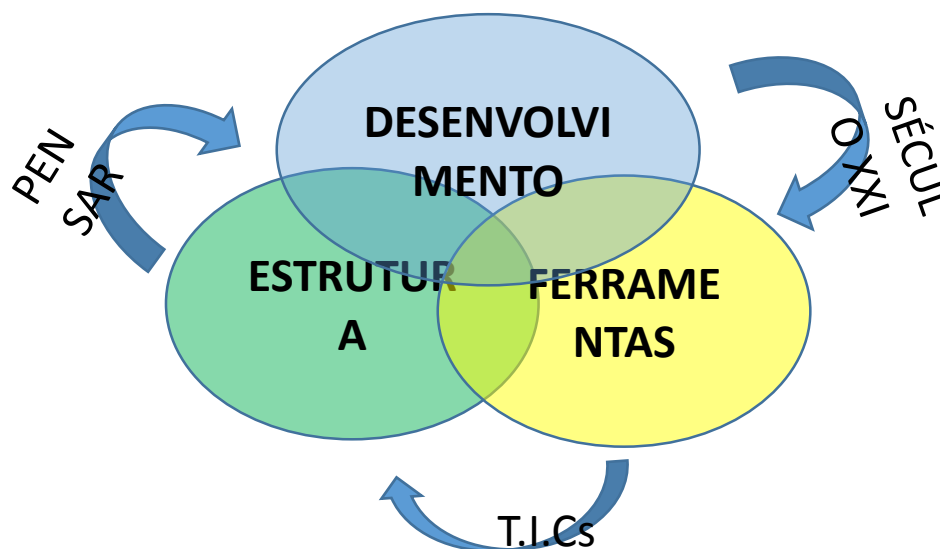 DESENVOLVI
MENTO
PEN
SAR
SÉCUL
O XXI
ESTRUTUR
A
FERRAME
NTAS
T.I.Cs